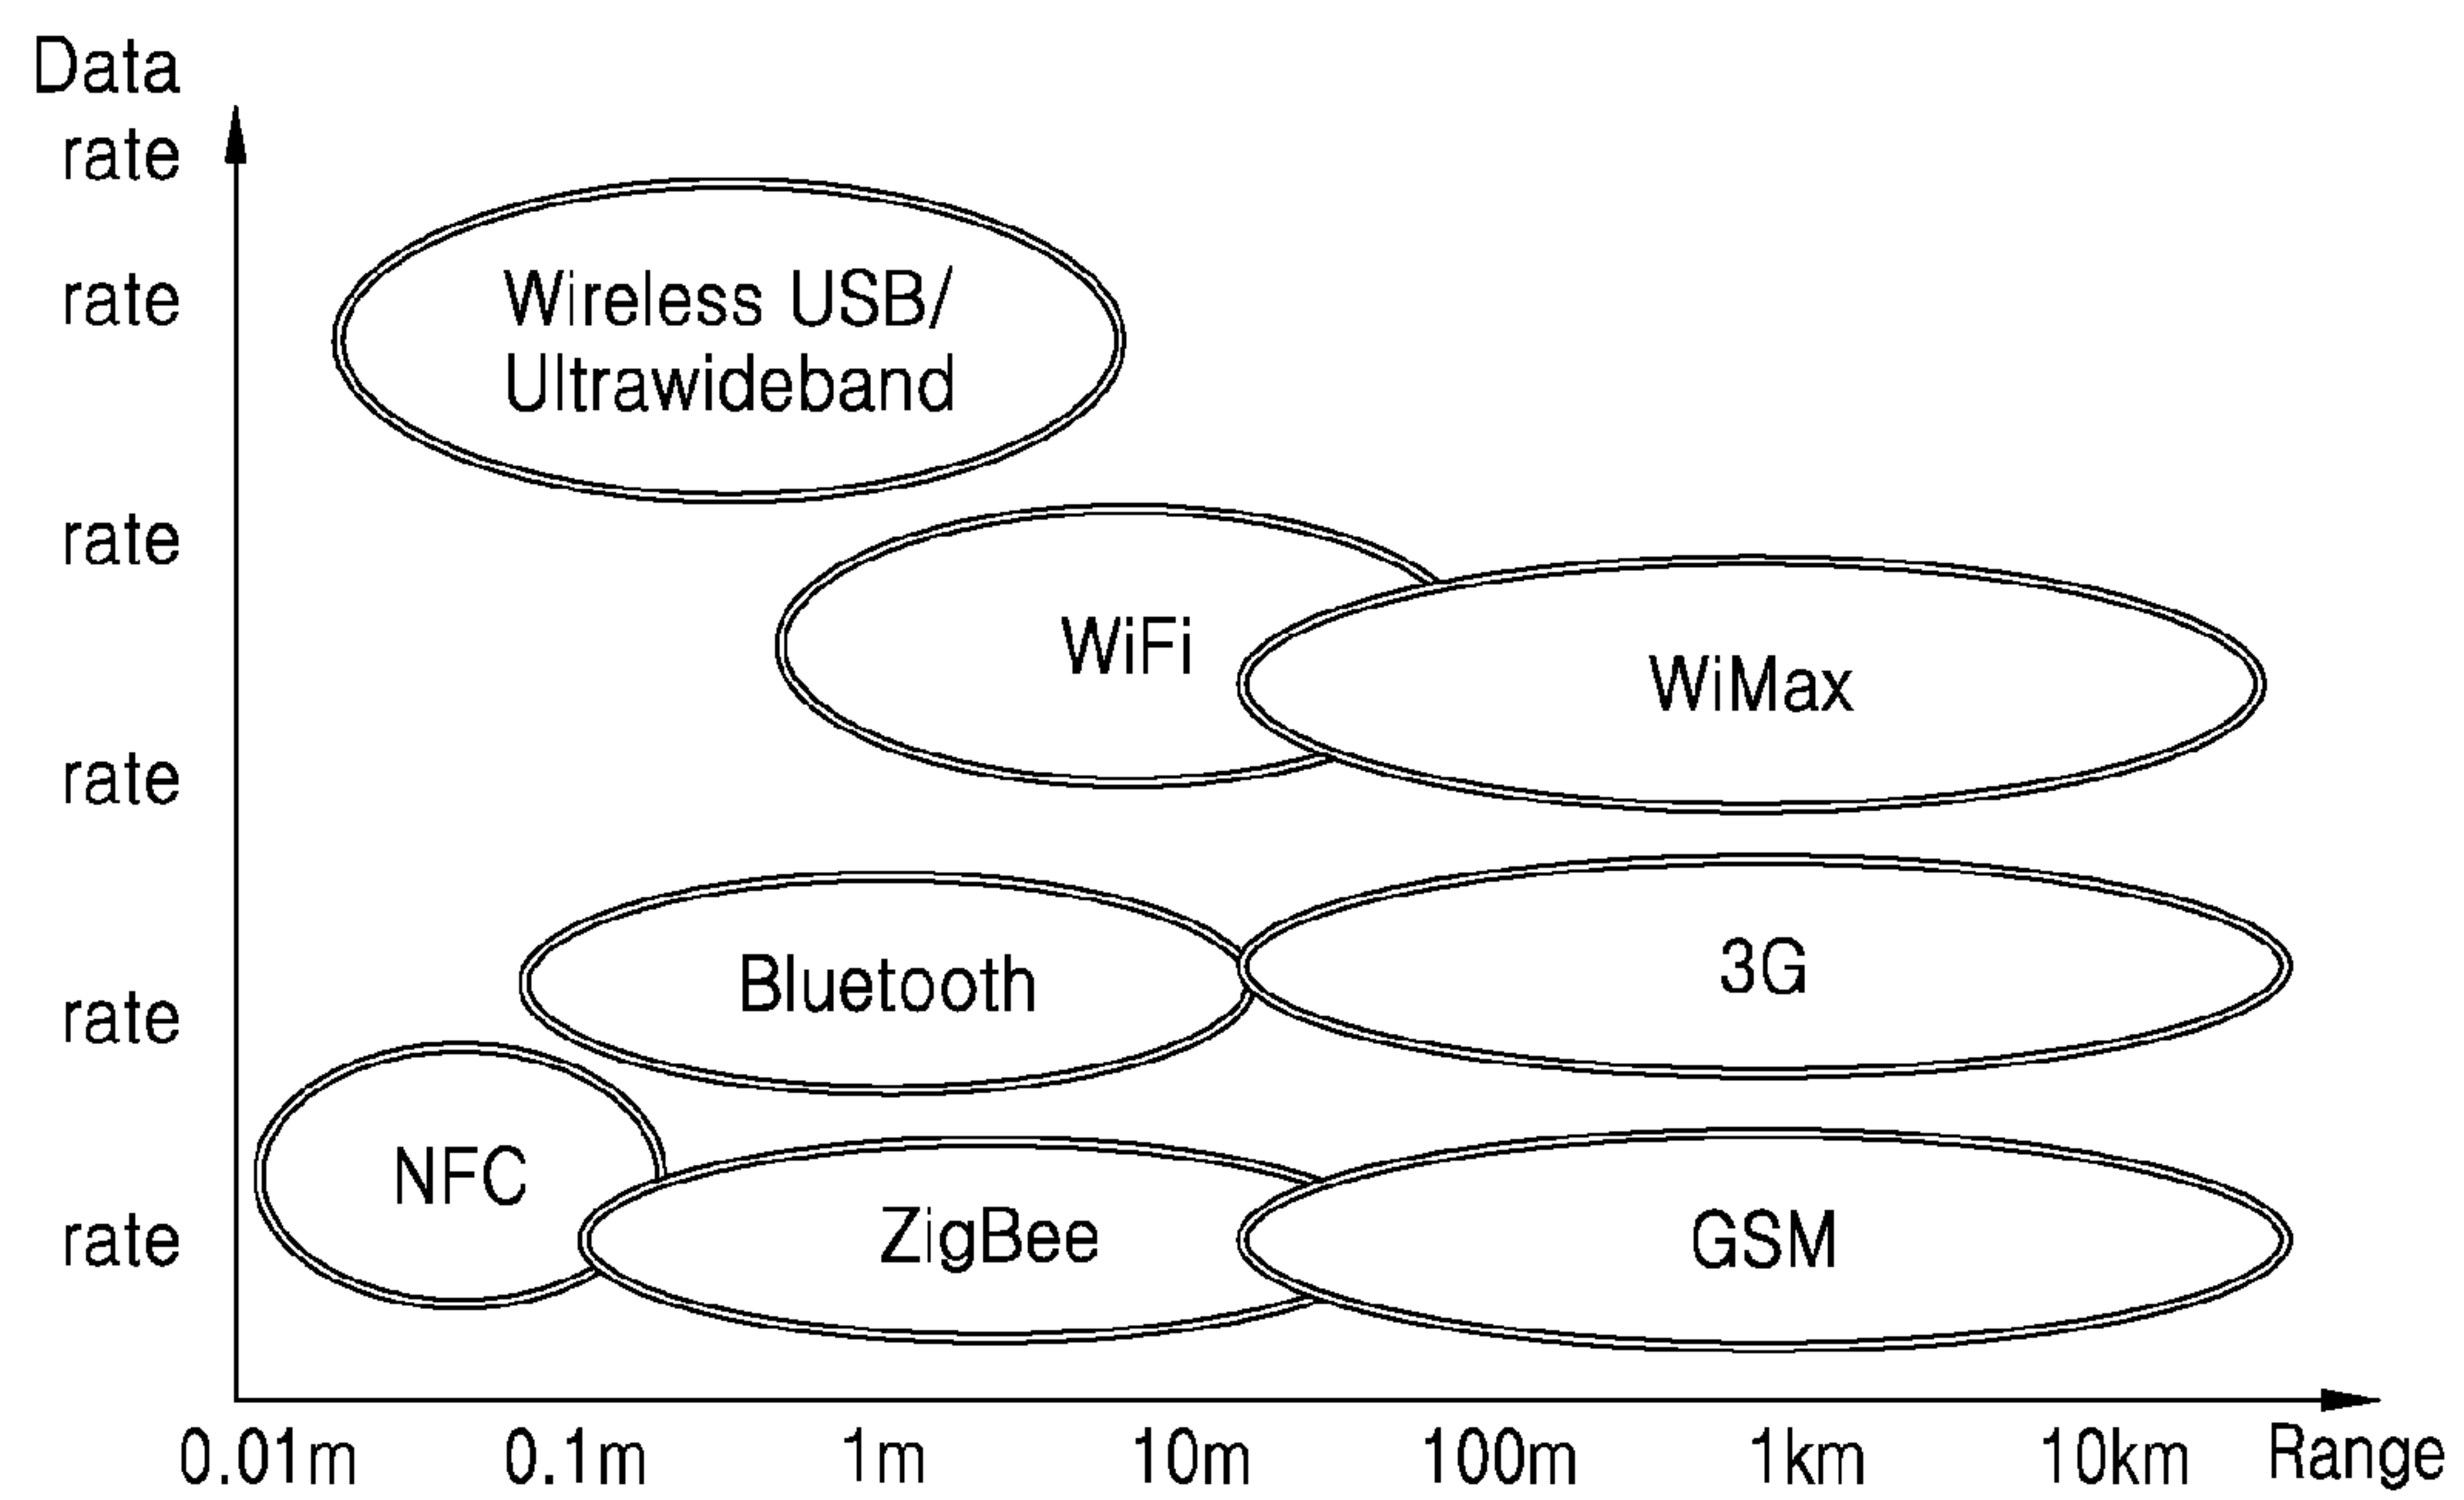 Data
rate
rate
rate
rate
rate
rate
Wireless USB/
Ultrawideband
WiFi
WiMax
Bluetooth
3G
NFC
ZigBee
GSM
0.01m 0.1m 1m 10m 100m 1km 10km Range